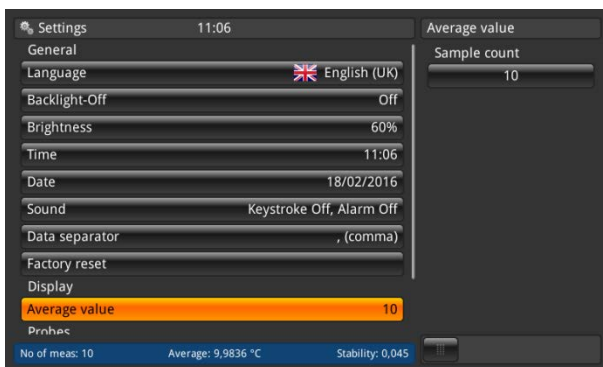 Settings 11:06
General
Language English (UK)
Backlight-Off Off
Brightness 60%
Time 11:06
Date 18/02/2016
Sound Keystroke Off, Alarm Off
Data separator , (comma)
Factory reset
Display
Average value 10
Probes
No of meas: 10 Average: 9,9836 °C Stability: 0,045
Average value
Sample count
10